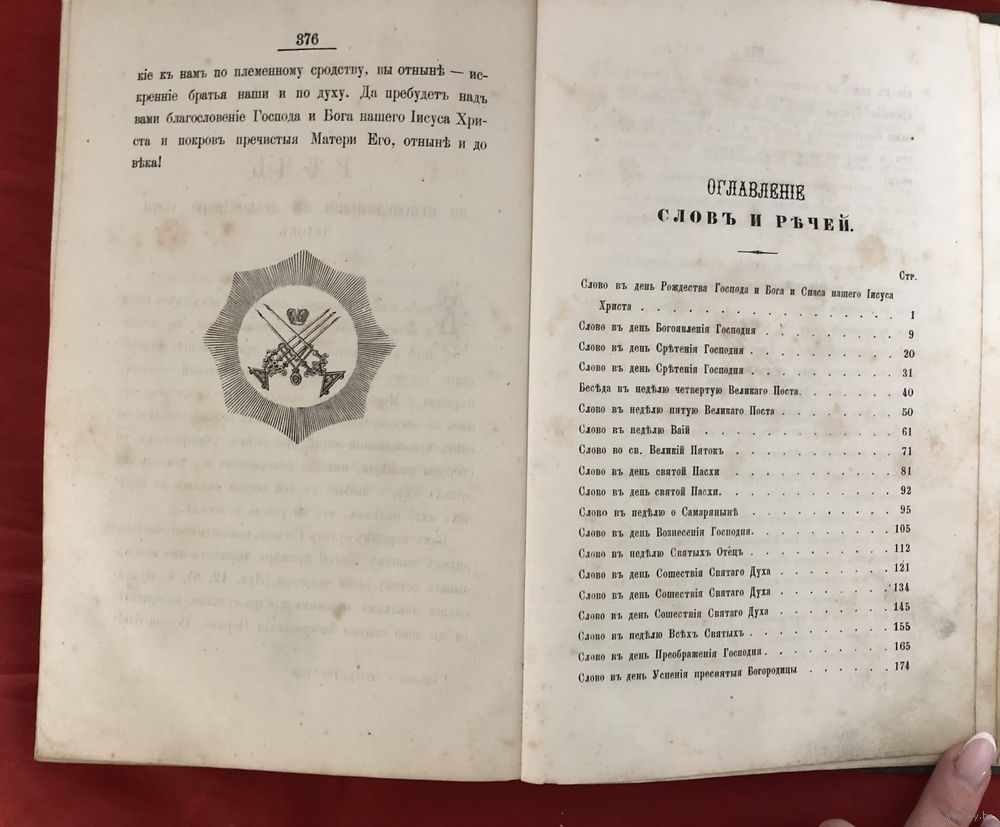 376
кіе къ намъ по племенному сродству, вы отнынѣ — ис-
кренніе братья наши и по духу. Да пребудетъ надъ
вами благословеніе Господа и Бога нашего Іисуса Хри-
ста и покровъ пречистыя Матери Его, отнынѣ и до
вѣка!
ОГЛАВЛЕНІЕ
СЛОВЪ И РѢЧЕЙ.
Стр.
Слово въ день Рождества Господа и Бога и Спаса нашего Іисуса
Христа . . . . . . . . . . . . . . 1
Слово въ день Богоявленія Господня . . . . . . . . 9
Слово въ день Срѣтенія Господня . . . . . . . . . 20
Слово въ день Срѣтенія Господня . . . . . . . . . 31
Бесѣда въ недѣлю четвертую Великаго Поста. . . . . . . 40
Слово въ недѣлю пятую Великаго Поста . . . . . . . 50
Слово въ недѣлю Ваій . . . . . . . . . . . 61
Слово во св. Великій Пятокъ . . . . . . . . . . 71
Слово въ день святой Пасхи . . . . . . . . . . 81
Слово въ день святой Пасхи. . . . . . . . . . . 92
Слово въ недѣлю о Самарянынѣ . . . . . . . . . 95
Слово въ день Вознесенія Господня. . . . . . . . . 105
Слово въ недѣлю Святыхъ Отецъ . . . . . . . . . 112
Слово въ день Сошествія Святаго Духа . . . . . . . . 121
Слово въ день Сошествія Святаго Духа . . . . . . . . 134
Слово въ день Сошествія Святаго Духа . . . . . . . . 145
Слово въ недѣлю Всѣхъ Святыхъ . . . . . . . . . 155
Слово въ день Преображенія Господня . . . . . . . . 165
Слово въ день Успенія пресвятыя Богородицы . . . . . . 174